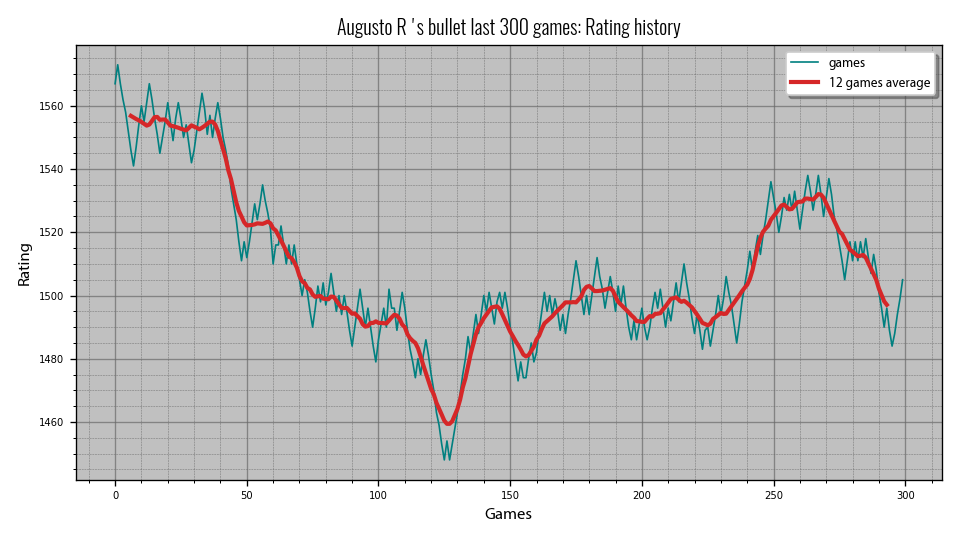 Augusto R 's bullet last 300 games: Rating history
games
12 games average
Rating
1560
1540
1520
1500
1480
1460
0 50 100 150 200 250 300
Games